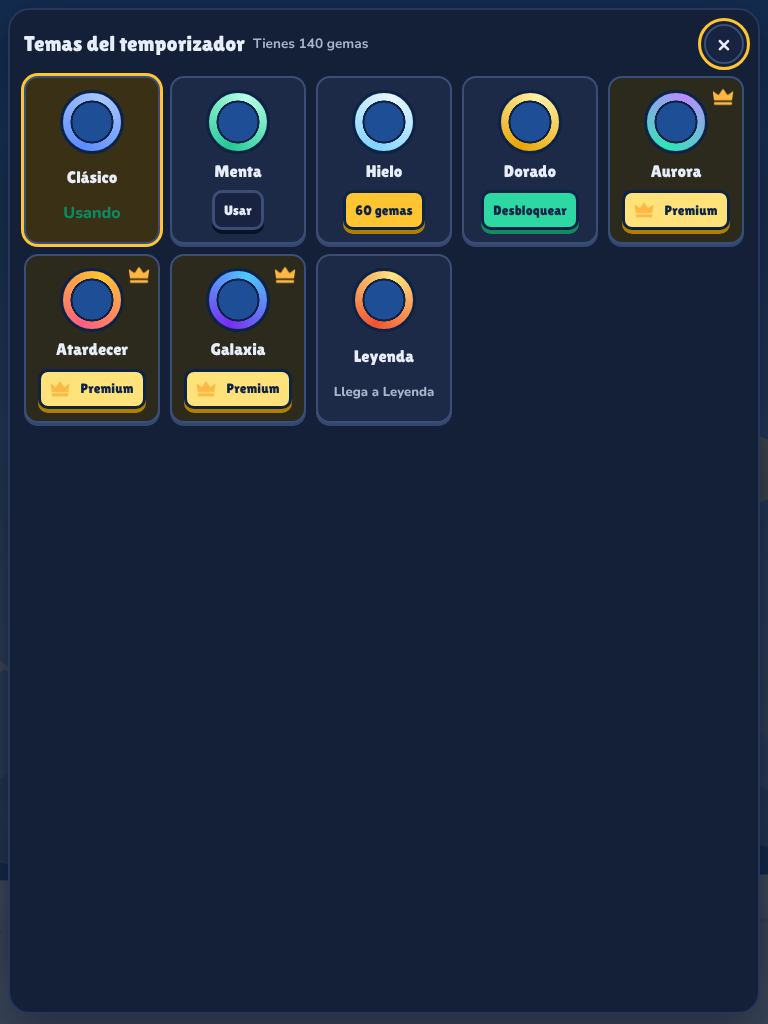 Temas del temporizador Tienes 140 gemas
Clásico
Usando
Menta
Usar
Hielo
60 gemas
Dorado
Desbloquear
Aurora
Premium
Atardecer
Premium
Galaxia
Premium
Leyenda
Llega a Leyenda